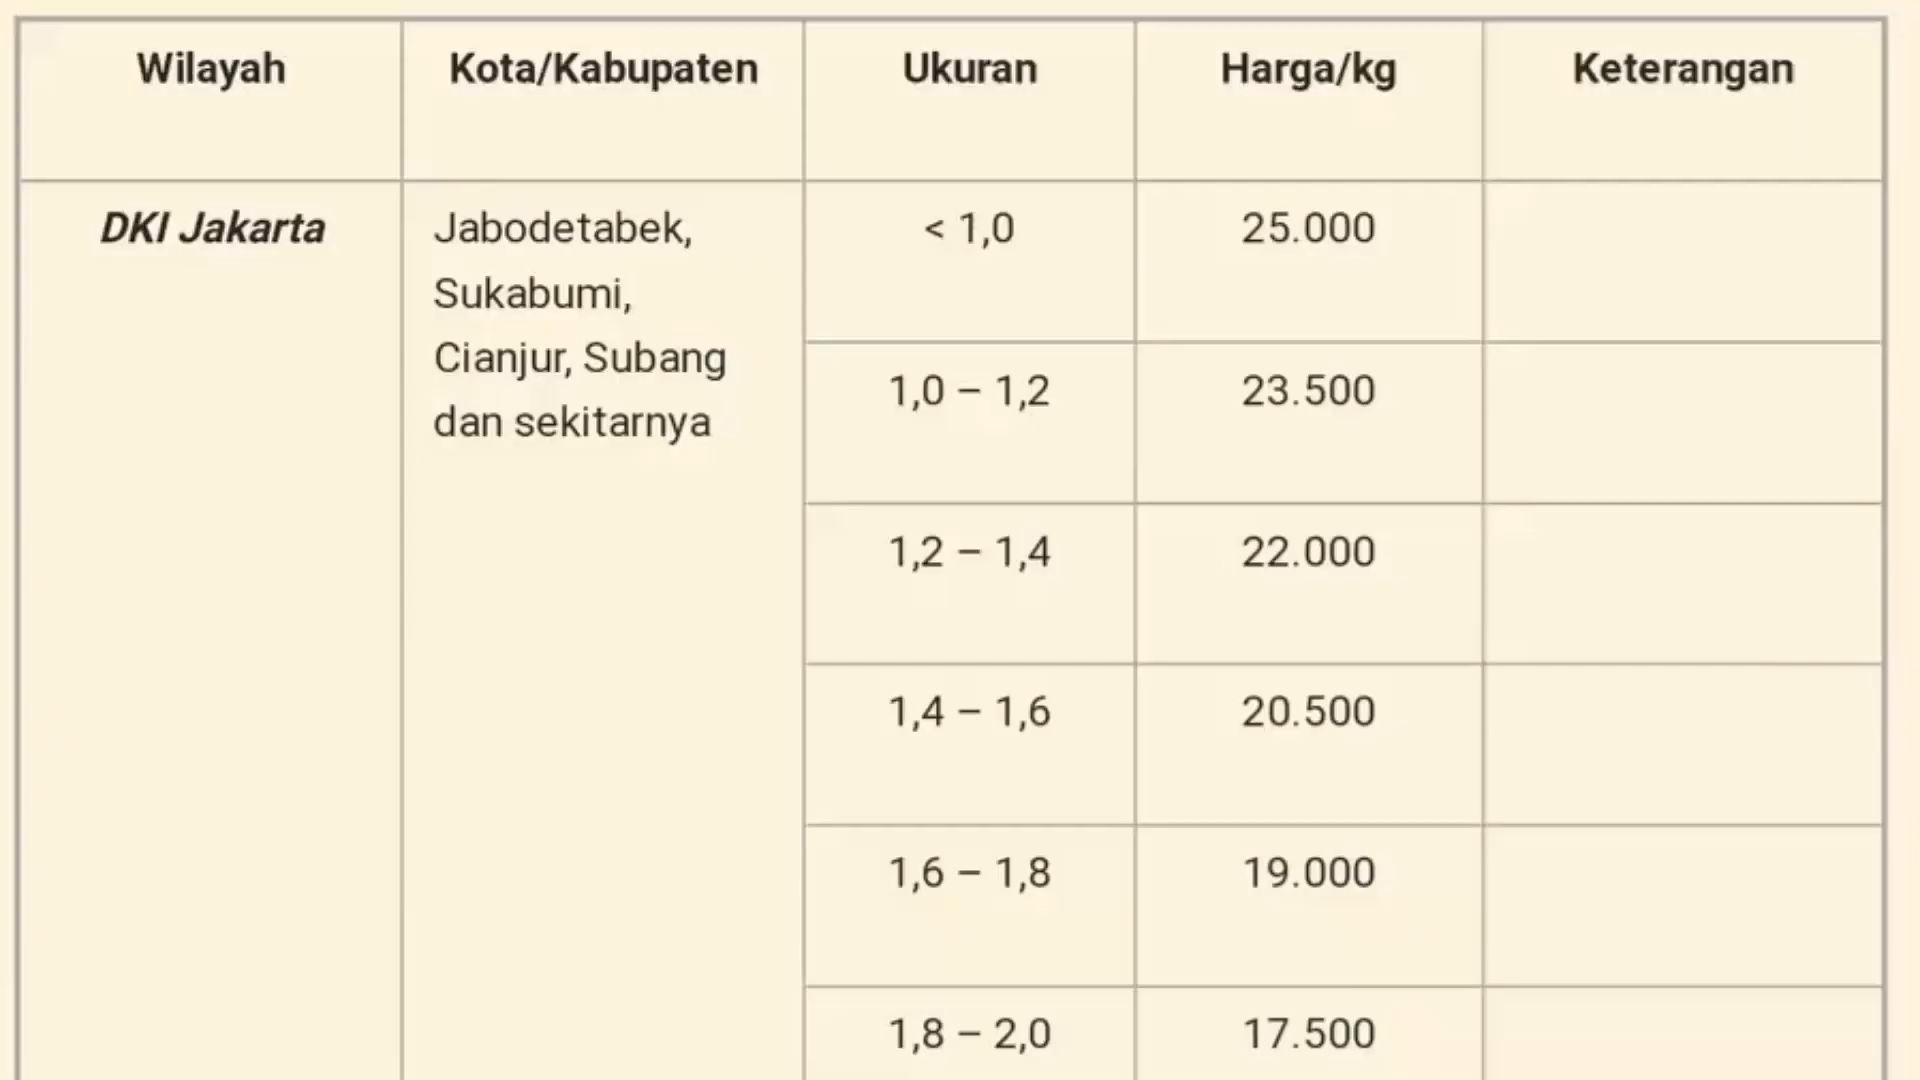 Wilayah Kota/Kabupaten Ukuran Harga/kg Keterangan
DKI Jakarta Jabodetabek, < 1,0 25.000
Sukabumi,
Cianjur, Subang 1,0 – 1,2 23.500
dan sekitarnya
1,2 – 1,4 22.000
1,4 – 1,6 20.500
1,6 – 1,8 19.000
1,8 – 2,0 17.500